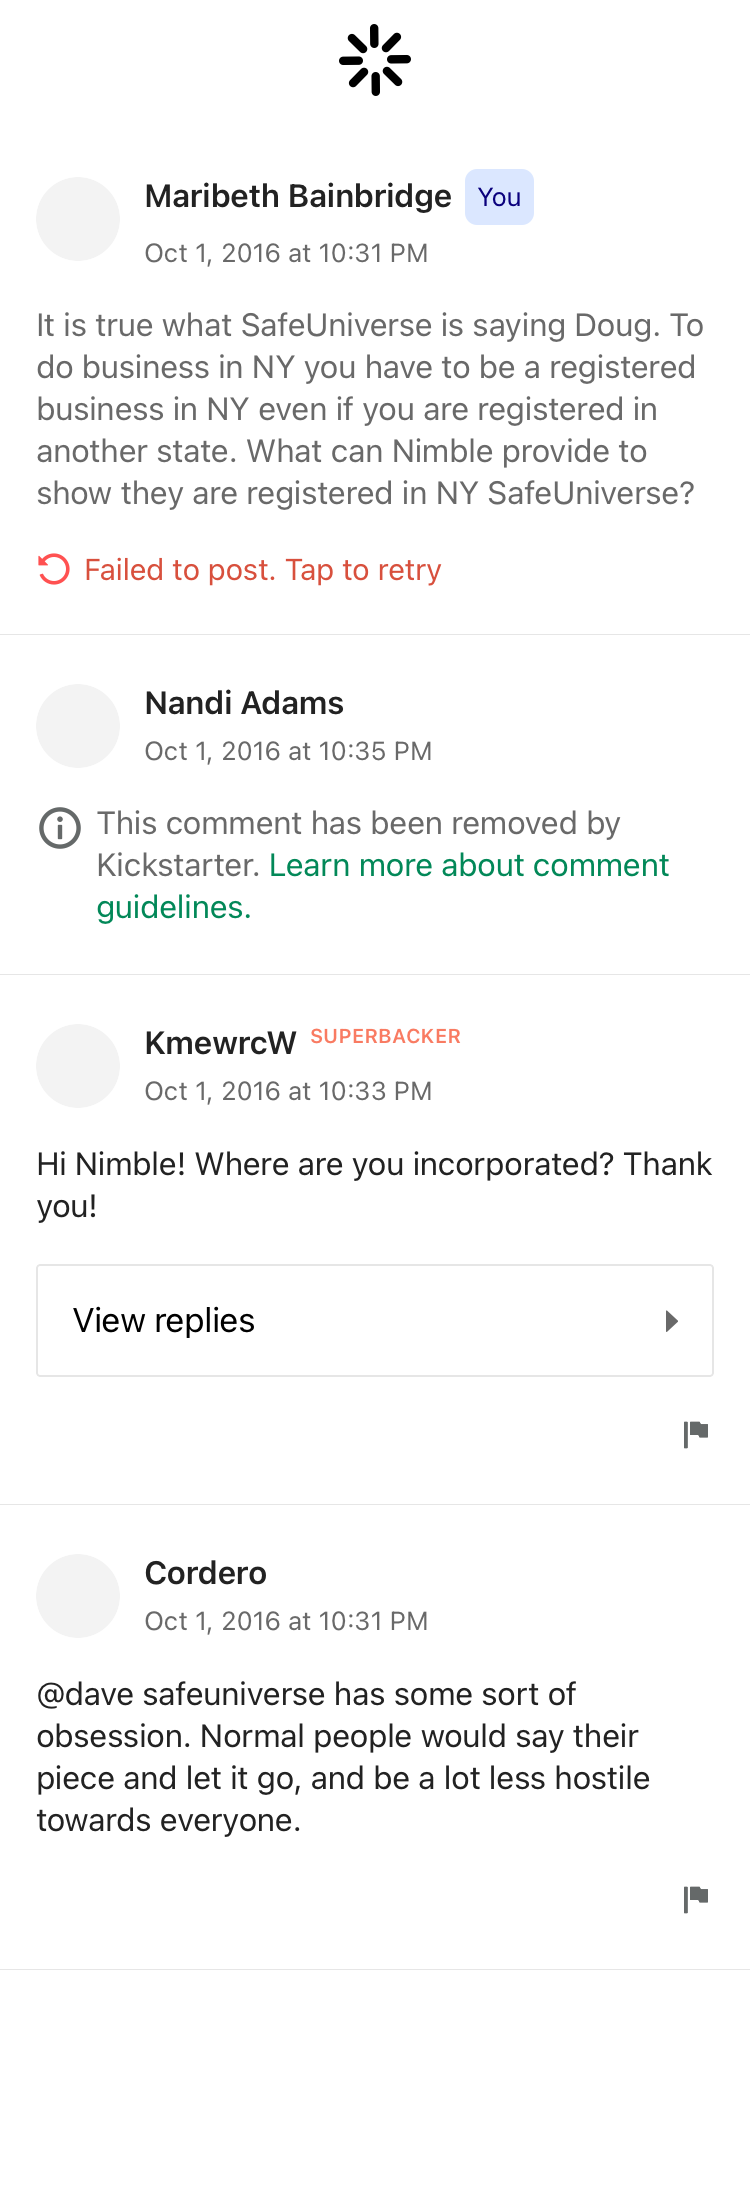 Maribeth Bainbridge You
Oct 1, 2016 at 10:31 PM
It is true what SafeUniverse is saying Doug. To
do business in NY you have to be a registered
business in NY even if you are registered in
another state. What can Nimble provide to
show they are registered in NY SafeUniverse?
Failed to post. Tap to retry
Nandi Adams
Oct 1, 2016 at 10:35 PM
This comment has been removed by
Kickstarter. Learn more about comment
guidelines.
KmewrcW SUPERBACKER
Oct 1, 2016 at 10:33 PM
Hi Nimble! Where are you incorporated? Thank
you!
View replies
Cordero
Oct 1, 2016 at 10:31 PM
@dave safeuniverse has some sort of
obsession. Normal people would say their
piece and let it go, and be a lot less hostile
towards everyone.